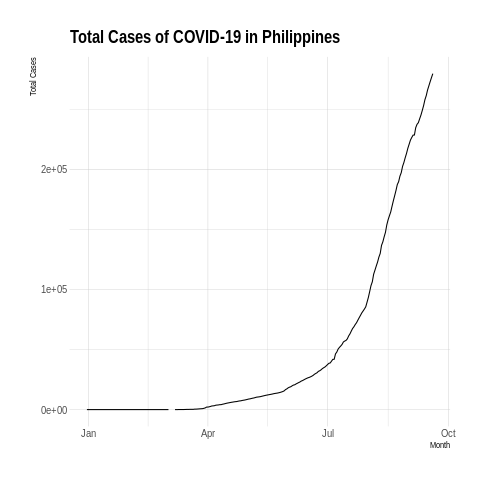 Total Cases of COVID-19 in Philippines
Total Cases
2e+05
1e+05
0e+00
Jan Apr Jul Oct
Month